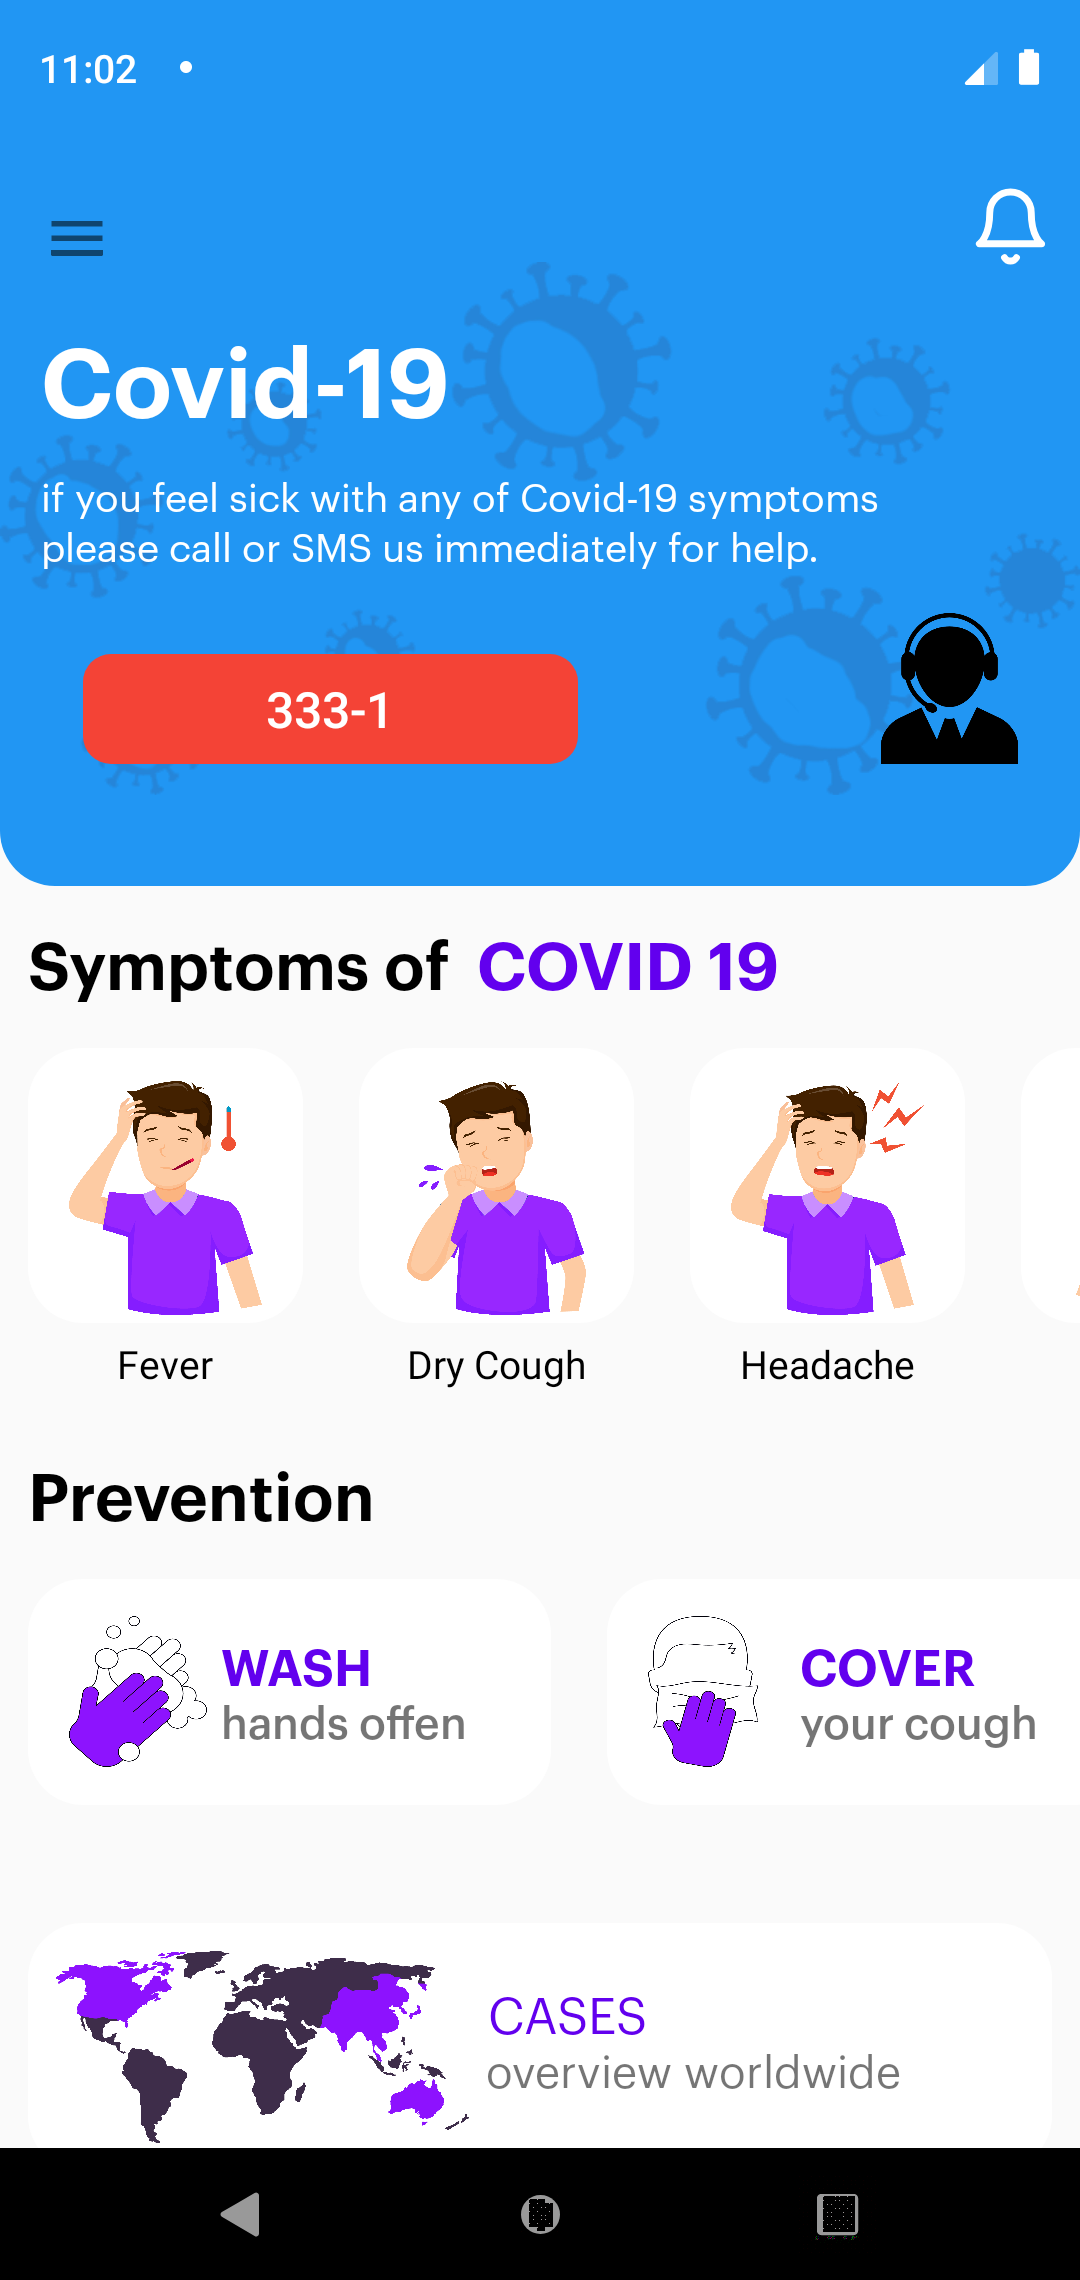 11:02
Covid-19
if you feel sick with any of Covid-19 symptoms
please call or SMS us immediately for help.
333-1
Symptoms of COVID 19
Fever
Dry Cough
Headache
Prevention
WASH
hands offen
COVER
your cough
CASES
overview worldwide